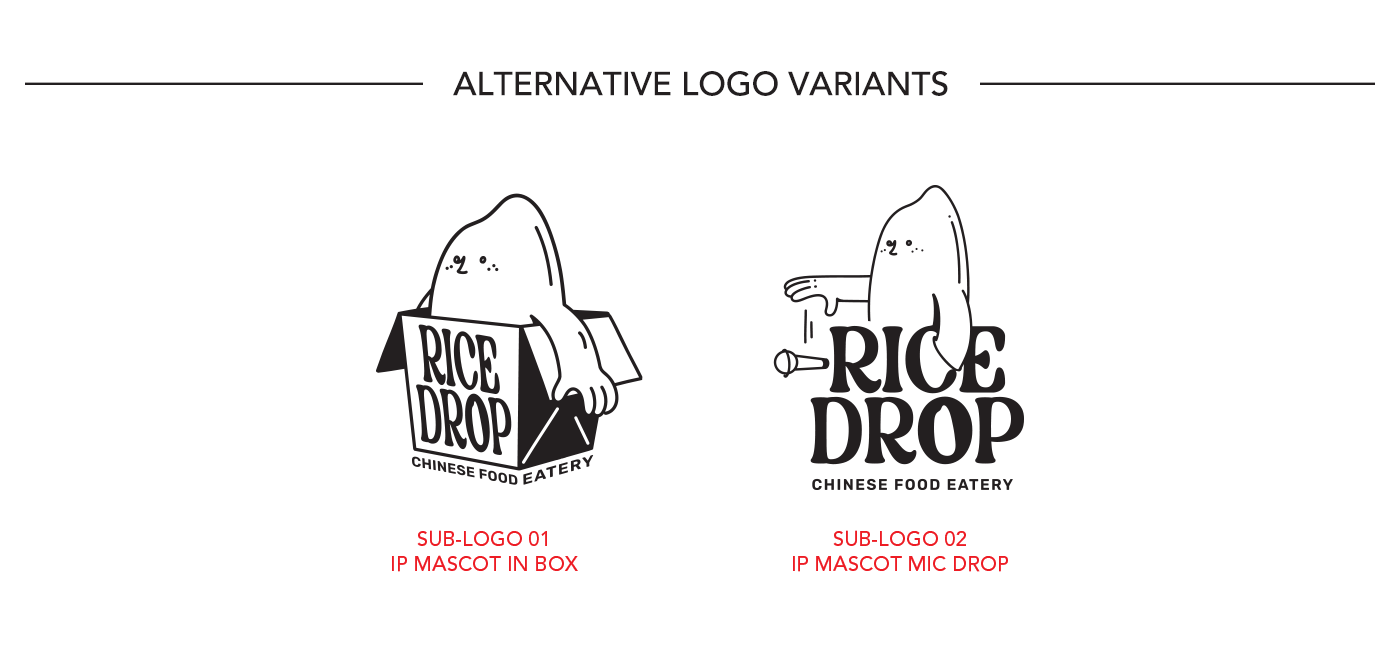 ALTERNATIVE LOGO VARIANTS
RICE
DROP
CHINESE FOOD EATERY
SUB-LOGO 01
IP MASCOT IN BOX
RICE
DROP
CHINESE FOOD EATERY
SUB-LOGO 02
IP MASCOT MIC DROP